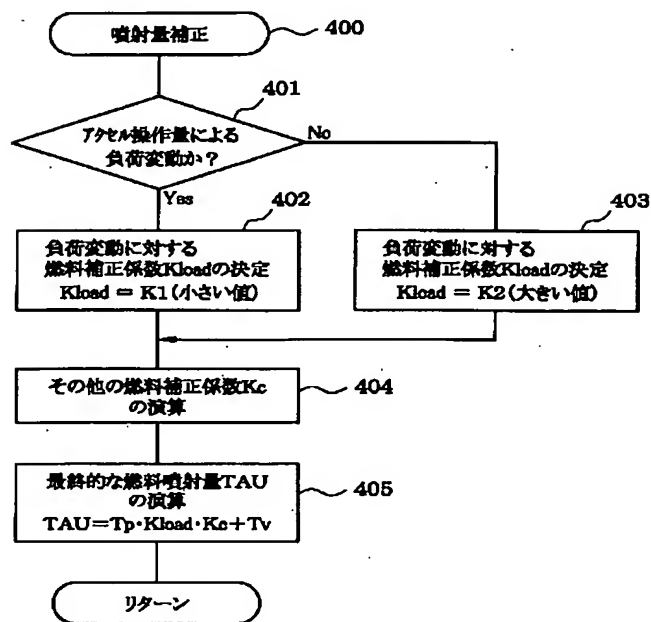 噴射量補正
400
401
アクセル操作量による
負荷変動か？
No
Yes
402
負荷変動に対する
燃料補正係数Kloadの決定
Kload = K1(小さい値)
403
負荷変動に対する
燃料補正係数Kloadの決定
Kload = K2(大きい値)
その他の燃料補正係数Kc
の演算
404
最終的な燃料噴射量TAU
の演算
TAU=Tp·Kload·Kc+Tv
405
リターン